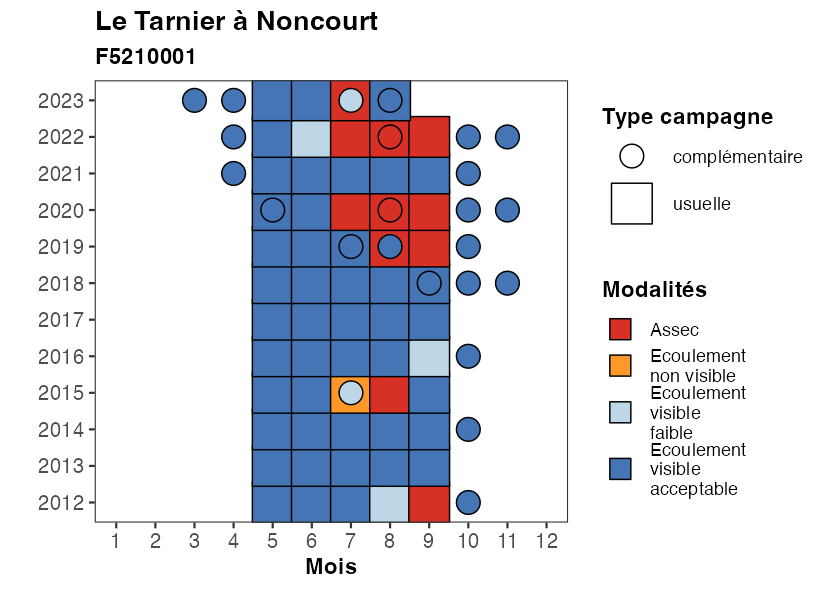 Le Tarnier à Noncourt
F5210001
2023
2022
2021
2020
2019
2018
2017
2016
2015
2014
2013
2012
1 2 3 4 5 6 7 8 9 10 11 12
Mois
Type campagne
complémentaire
usuelle
Modalités
Assec
Ecoulement
non visible
Ecoulement
visible
faible
Ecoulement
visible
acceptable